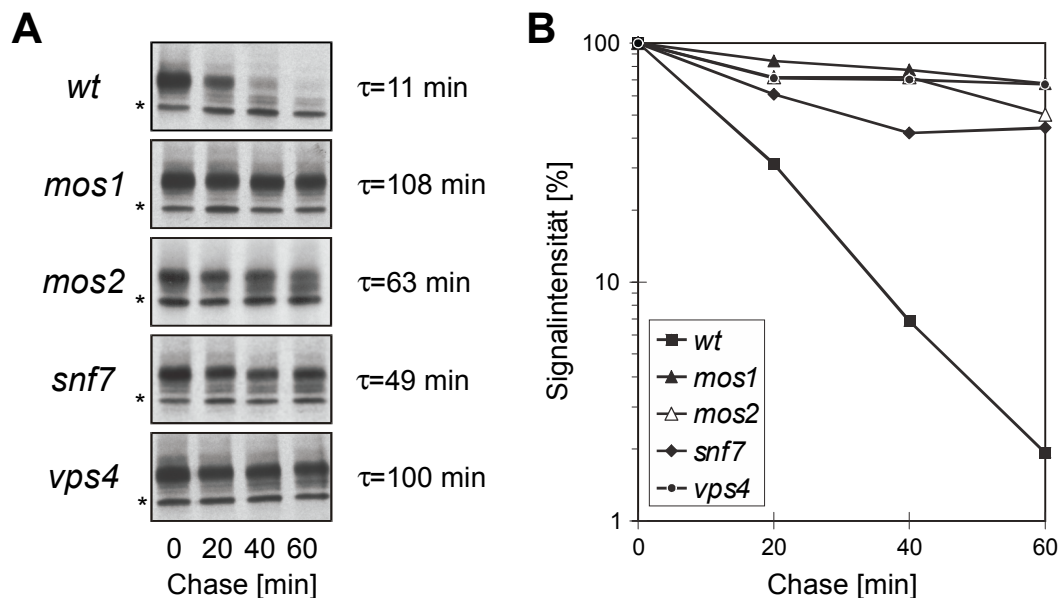 A
wt
*
τ=11 min
mos1
*
τ=108 min
mos2
*
τ=63 min
snf7
*
τ=49 min
vps4
*
τ=100 min
0 20 40 60
Chase [min]
B
Signalintensität [%]
100
10
1
wt
mos1
mos2
snf7
vps4
0 20 40 60
Chase [min]